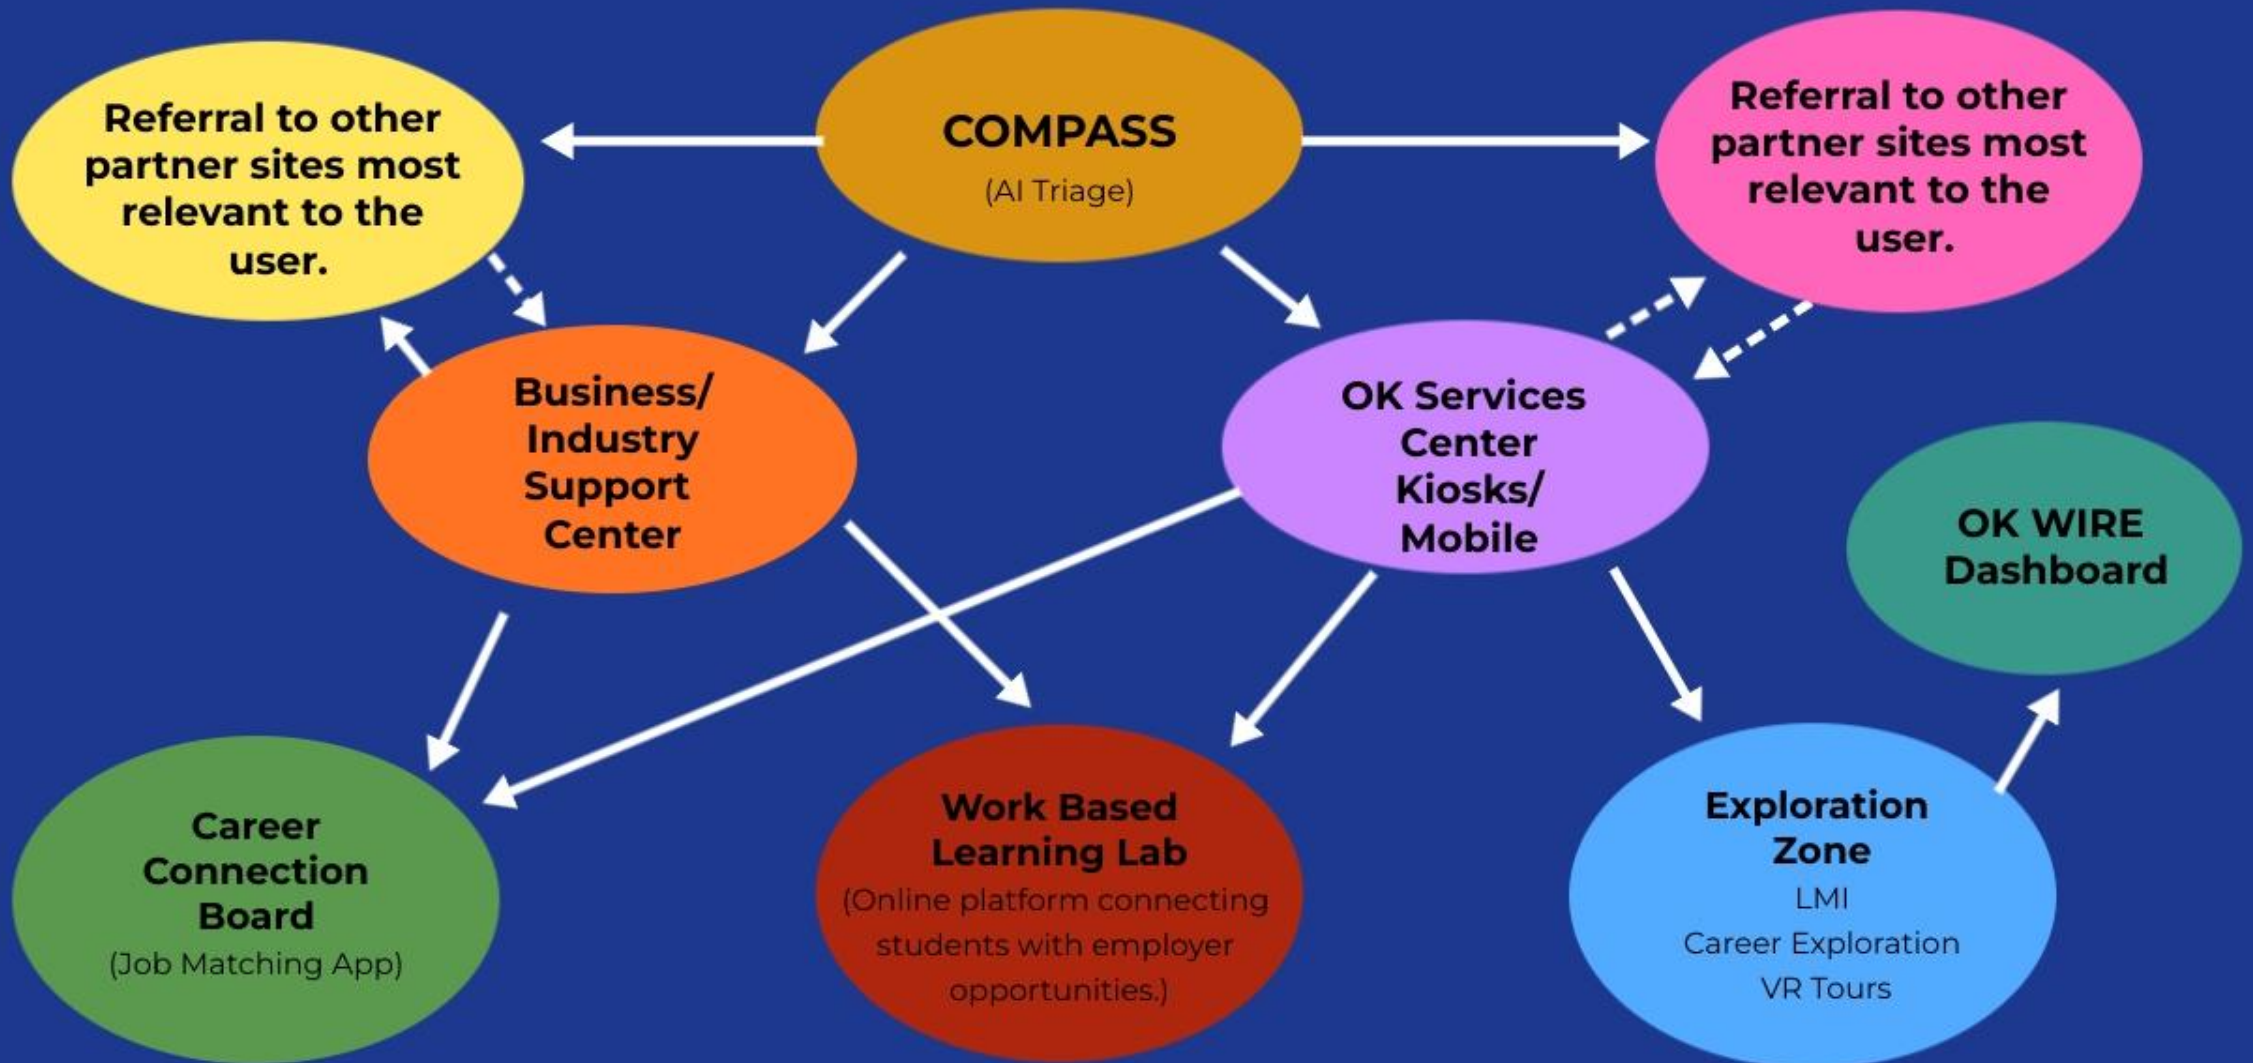 Referral to other
partner sites most
relevant to the
user.
COMPASS
(AI Triage)
Referral to other
partner sites most
relevant to the
user.
Business/
Industry
Support
Center
OK Services
Center
Kiosks/
Mobile
OK WIRE
Dashboard
Career
Connection
Board
(Job Matching App)
Work Based
Learning Lab
(Online platform connecting
students with employer
opportunities.)
Exploration
Zone
LMI
Career Exploration
VR Tours